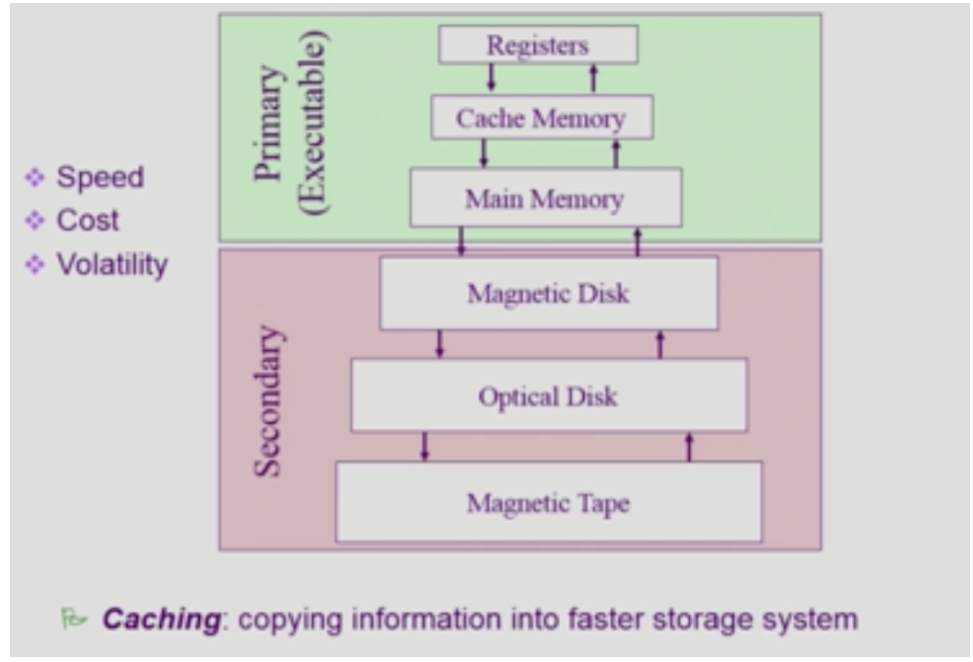 Primary
(Executable)
Registers
Cache Memory
Main Memory
Speed
Cost
Volatility
Secondary
Magnetic Disk
Optical Disk
Magnetic Tape
Caching: copying information into faster storage system